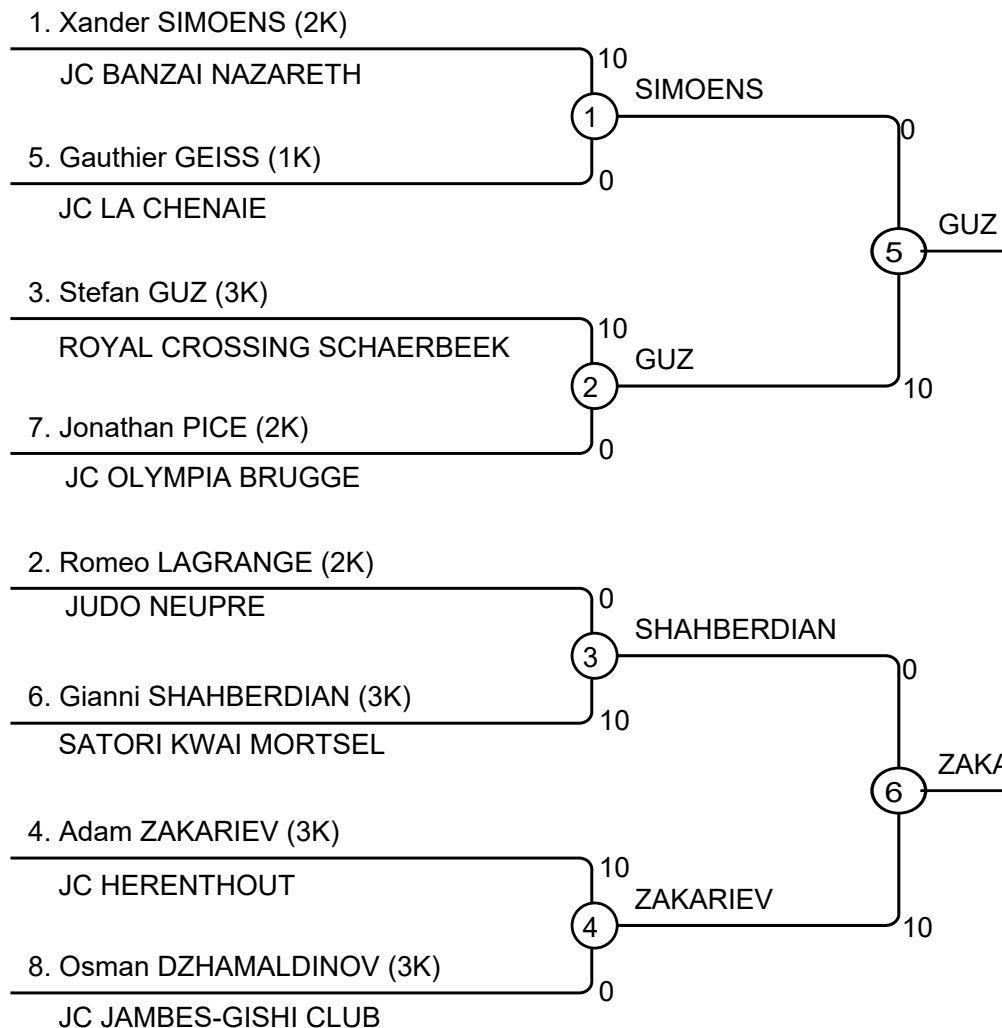 1. Xander SIMOENS (2K)
10
JC BANZAI NAZARETH
SIMOENS
1
0
5. Gauthier GEISS (1K)
0
JC LA CHENAIE
GUZ
5
3. Stefan GUZ (3K)
10
ROYAL CROSSING SCHAERBEEK
GUZ
2
10
7. Jonathan PICE (2K)
0
JC OLYMPIA BRUGGE
2. Romeo LAGRANGE (2K)
0
JUDO NEUPRE
SHAHBERDIAN
3
0
6. Gianni SHAHBERDIAN (3K)
10
SATORI KWAI MORTSEL
ZAKA
6
4. Adam ZAKARIEV (3K)
10
JC HERENTHOUT
ZAKARIEV
4
10
8. Osman DZHAMALDINOV (3K)
0
JC JAMBES-GISHI CLUB